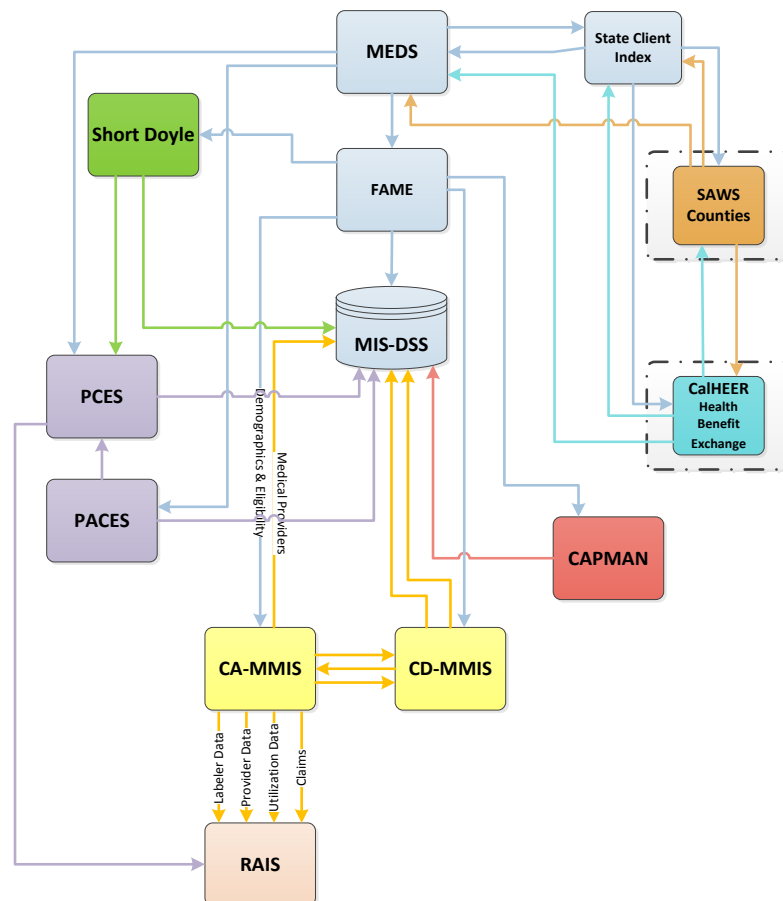 MEDS
State Client
Index
Short Doyle
FAME
SAWS
Counties
MIS-DSS
PCES
CalHEER
Health
Benefit
Exchange
Demographics & Eligibility
Medical Providers
PACES
CAPMAN
CA-MMIS
CD-MMIS
Labeler Data
Provider Data
Utilization Data
Claims
RAIS